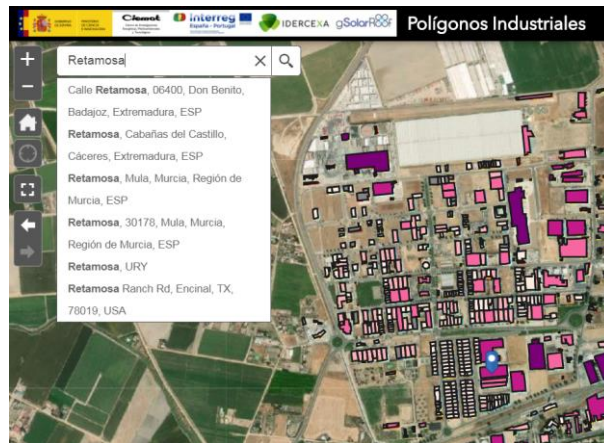 Ciemat
Interreg
España - Portugal
IDERCEXA
gSolarRoof
Polígonos Industriales
Retamosa
Calle Retamosa, 06400, Don Benito,
Badajoz, Extremadura, ESP
Retamosa, Cabañas del Castillo,
Cáceres, Extremadura, ESP
Retamosa, Mula, Murcia, Región de
Murcia, ESP
Retamosa, 30178, Mula, Murcia,
Región de Murcia, ESP
Retamosa, URY
Retamosa Ranch Rd, Encinal, TX,
78019, USA